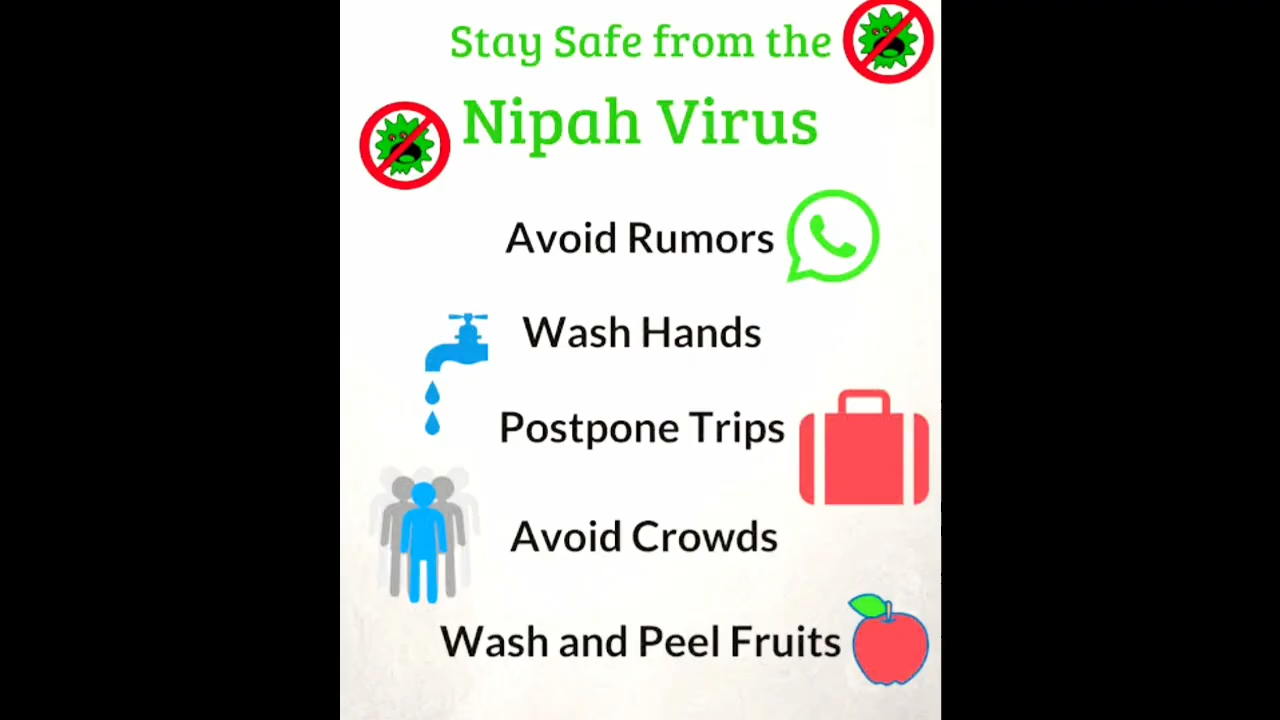 Stay Safe from the
Nipah Virus
Avoid Rumors
Wash Hands
Postpone Trips
Avoid Crowds
Wash and Peel Fruits